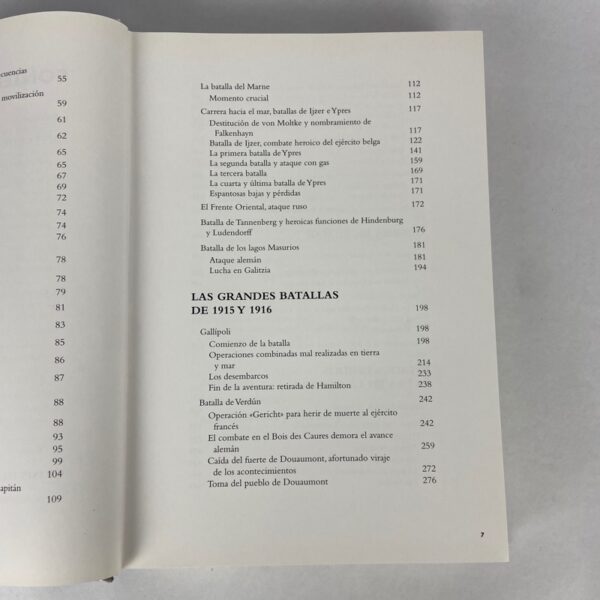 cuencias
55
movilización
59
61
62
65
65
67
69
72
74
74
76
78
78
79
81
83
85
86
87
88
88
93
95
99
104
apitán
109
La batalla del Marne 112
Momento crucial 112
Carrera hacia el mar, batallas de Ijzer e Ypres 117
Destitución de von Moltke y nombramiento de
Falkenhayn 117
Batalla de Ijzer, combate heroico del ejército belga 122
La primera batalla de Ypres 141
La segunda batalla y ataque con gas 159
La tercera batalla 169
La cuarta y última batalla de Ypres 171
Espantosas bajas y pérdidas 171
El Frente Oriental, ataque ruso 172
Batalla de Tannenberg y heroicas funciones de Hindenburg
y Ludendorff 176
Batalla de los lagos Masurios 181
Ataque alemán 181
Lucha en Galitzia 194
LAS GRANDES BATALLAS
DE 1915 Y 1916 198
Gallípoli 198
Comienzo de la batalla 198
Operaciones combinadas mal realizadas en tierra
y mar 214
Los desembarcos 233
Fin de la aventura: retirada de Hamilton 238
Batalla de Verdún 242
Operación «Gericht» para herir de muerte al ejército
francés 242
El combate en el Bois des Caures demora el avance
alemán 259
Caída del fuerte de Douaumont, afortunado viraje
de los acontecimientos 272
Toma del pueblo de Douaumont 276
7